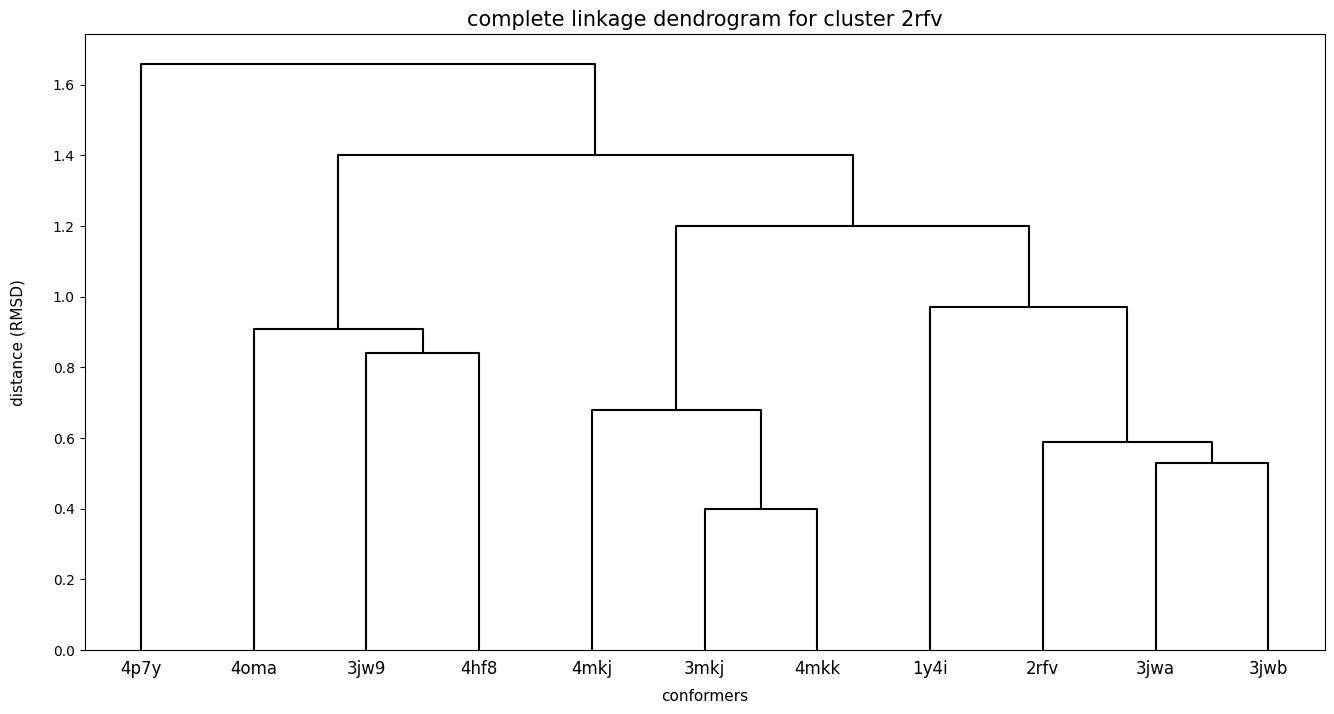 complete linkage dendrogram for cluster 2rfv
1.6
1.4
1.2
1.0
0.8
0.6
0.4
0.2
0.0
distance (RMSD)
4p7y 4oma 3jw9 4hf8 4mkj 3mkj 4mkk 1y4i 2rfv 3jwa 3jwb
conformers